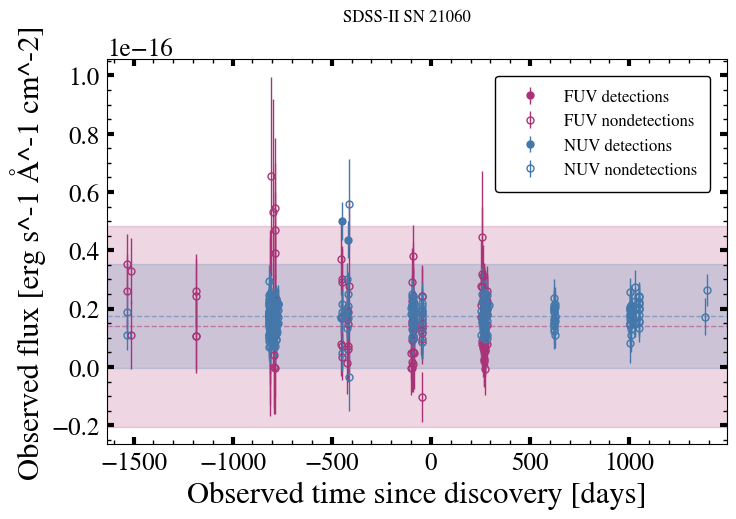 SDSS-II SN 21060
1e−16
Observed flux [erg s^-1 Å^-1 cm^-2]
1.0
0.8
0.6
0.4
0.2
0.0
−0.2
FUV detections
FUV nondetections
NUV detections
NUV nondetections
−1500 −1000 −500 0 500 1000
Observed time since discovery [days]